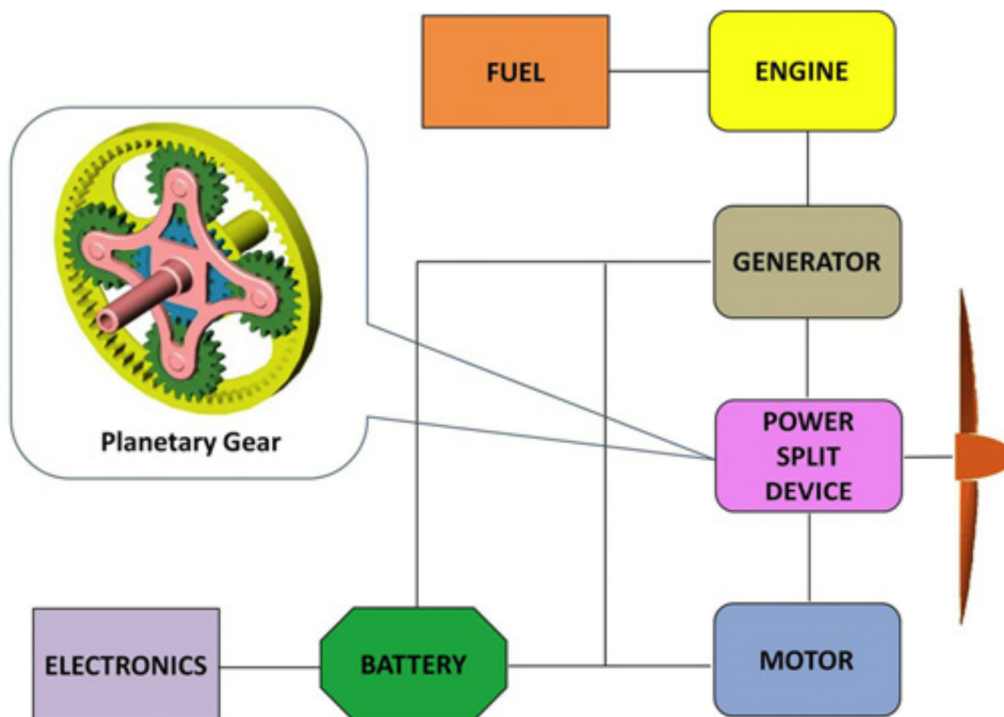 FUEL
ENGINE
GENERATOR
Planetary Gear
POWER
SPLIT
DEVICE
ELECTRONICS
BATTERY
MOTOR